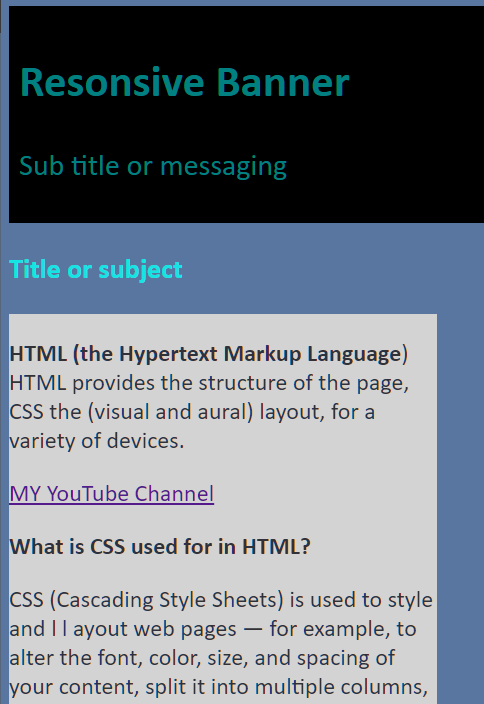 Resonsive Banner
Sub title or messaging
Title or subject
HTML (the Hypertext Markup Language)
HTML provides the structure of the page,
CSS the (visual and aural) layout, for a
variety of devices.
MY YouTube Channel
What is CSS used for in HTML?
CSS (Cascading Style Sheets) is used to style
and l l ayout web pages — for example, to
alter the font, color, size, and spacing of
your content, split it into multiple columns,